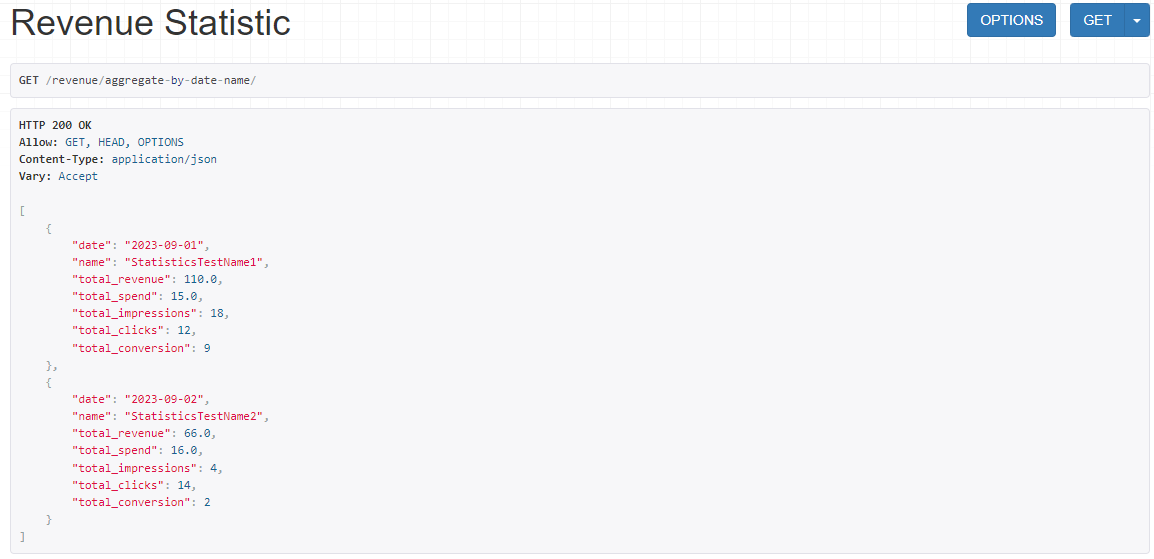 Revenue Statistic
OPTIONS
GET
GET /revenue/aggregate-by-date-name/
HTTP 200 OK
Allow: GET, HEAD, OPTIONS
Content-Type: application/json
Vary: Accept
[
    {
        "date": "2023-09-01",
        "name": "StatisticsTestName1",
        "total_revenue": 110.0,
        "total_spend": 15.0,
        "total_impressions": 18,
        "total_clicks": 12,
        "total_conversion": 9
    },
    {
        "date": "2023-09-02",
        "name": "StatisticsTestName2",
        "total_revenue": 66.0,
        "total_spend": 16.0,
        "total_impressions": 4,
        "total_clicks": 14,
        "total_conversion": 2
    }
]